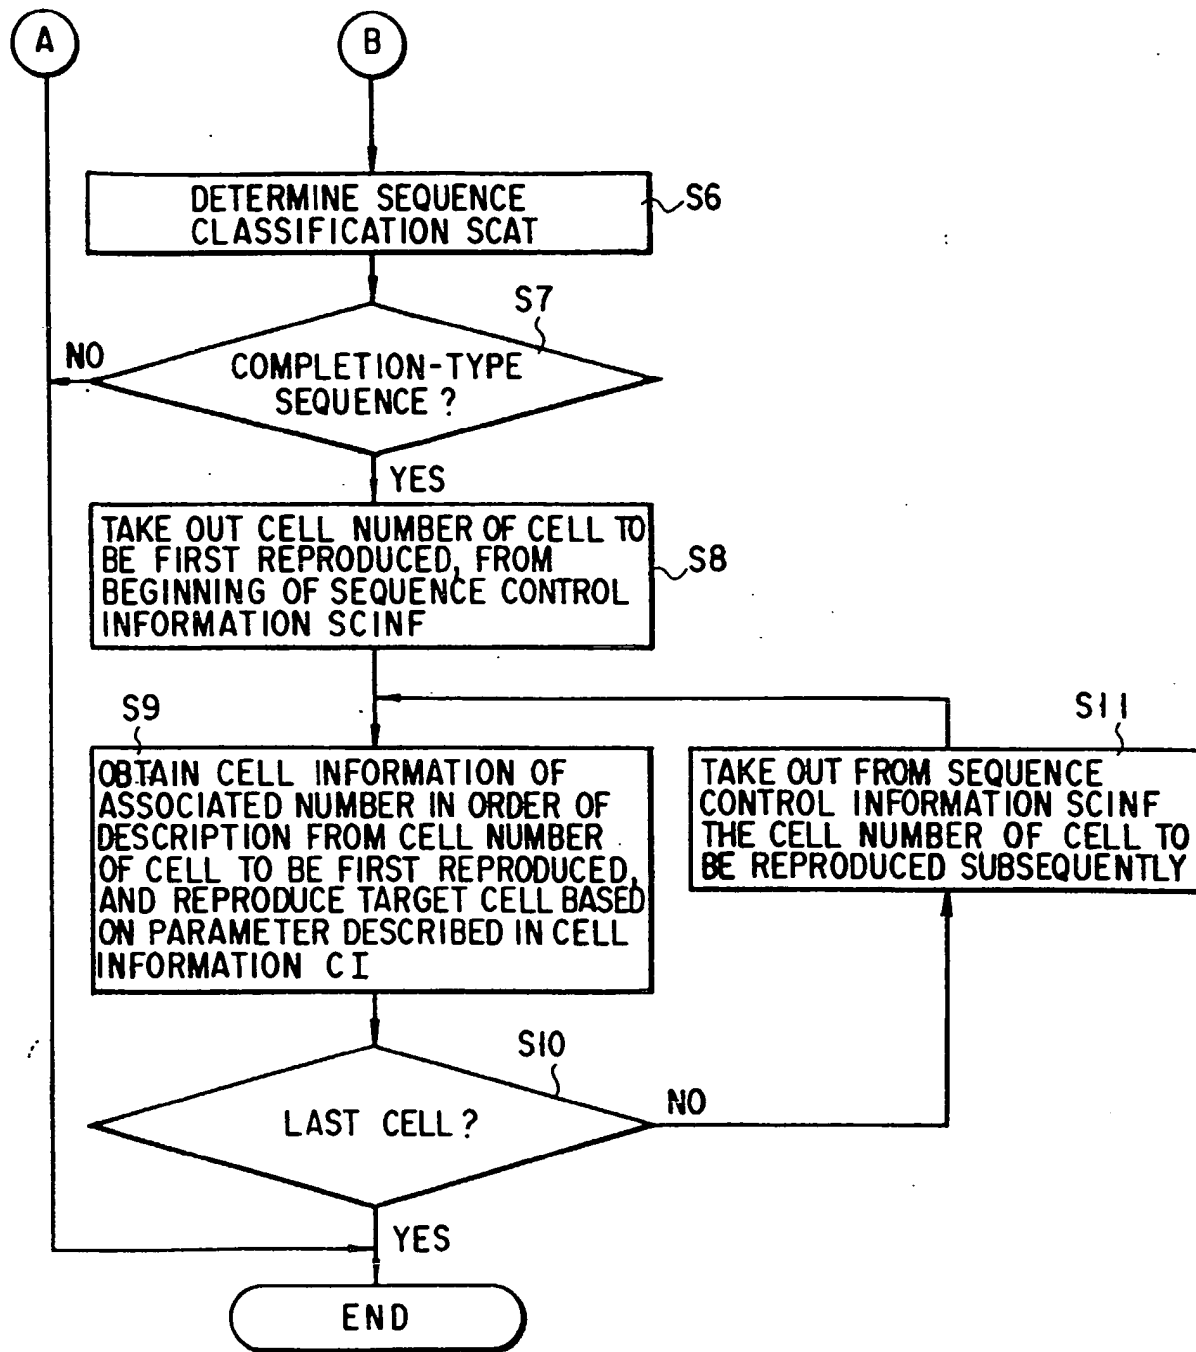 A
B
DETERMINE SEQUENCE
CLASSIFICATION SCAT
S6
S7
NO
COMPLETION-TYPE
SEQUENCE?
YES
TAKE OUT CELL NUMBER OF CELL TO
BE FIRST REPRODUCED, FROM
BEGINNING OF SEQUENCE CONTROL
INFORMATION SCINF
S8
S9
OBTAIN CELL INFORMATION OF
ASSOCIATED NUMBER IN ORDER OF
DESCRIPTION FROM CELL NUMBER
OF CELL TO BE FIRST REPRODUCED,
AND REPRODUCE TARGET CELL BASED
ON PARAMETER DESCRIBED IN CELL
INFORMATION CI
S11
TAKE OUT FROM SEQUENCE
CONTROL INFORMATION SCINF
THE CELL NUMBER OF CELL TO
BE REPRODUCED SUBSEQUENTLY
S10
LAST CELL?
NO
YES
END